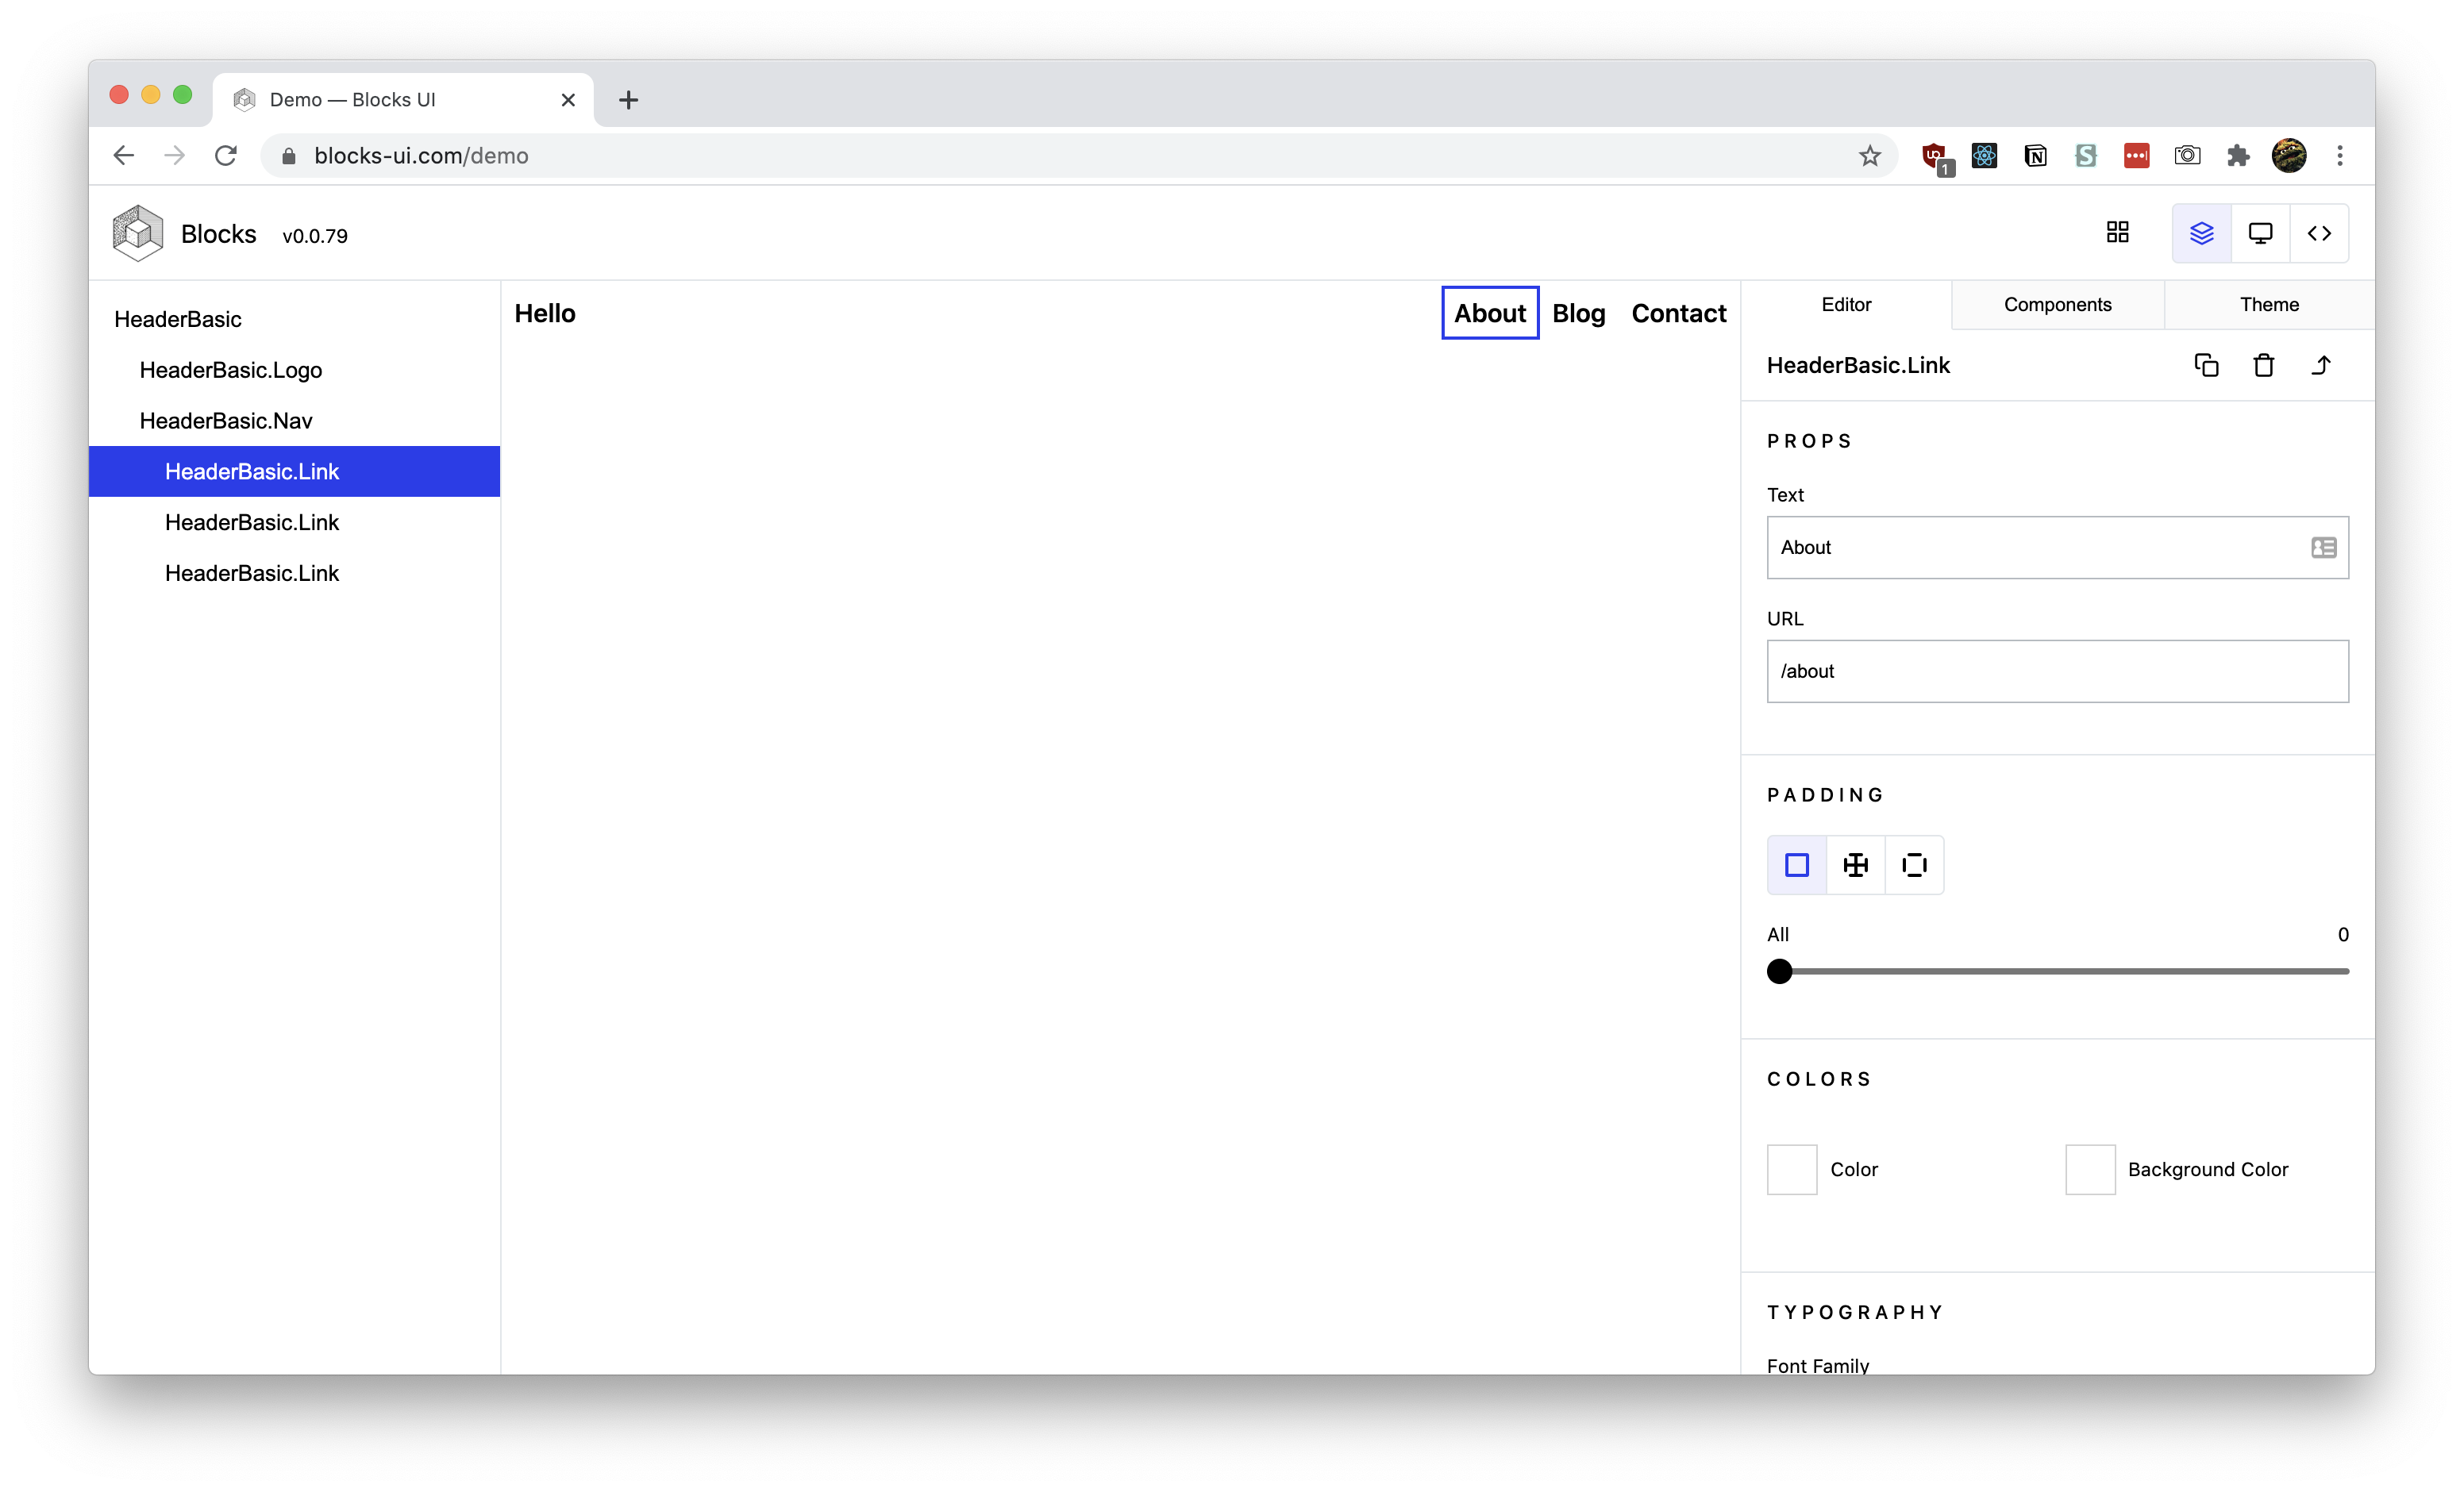 Demo — Blocks UI
blocks-ui.com/demo
1
Blocks v0.0.79
HeaderBasic
HeaderBasic.Logo
HeaderBasic.Nav
HeaderBasic.Link
HeaderBasic.Link
HeaderBasic.Link
Hello About Blog Contact
Editor Components Theme
HeaderBasic.Link
PROPS
Text
About
URL
/about
PADDING
All 0
COLORS
Color Background Color
TYPOGRAPHY
Font Family